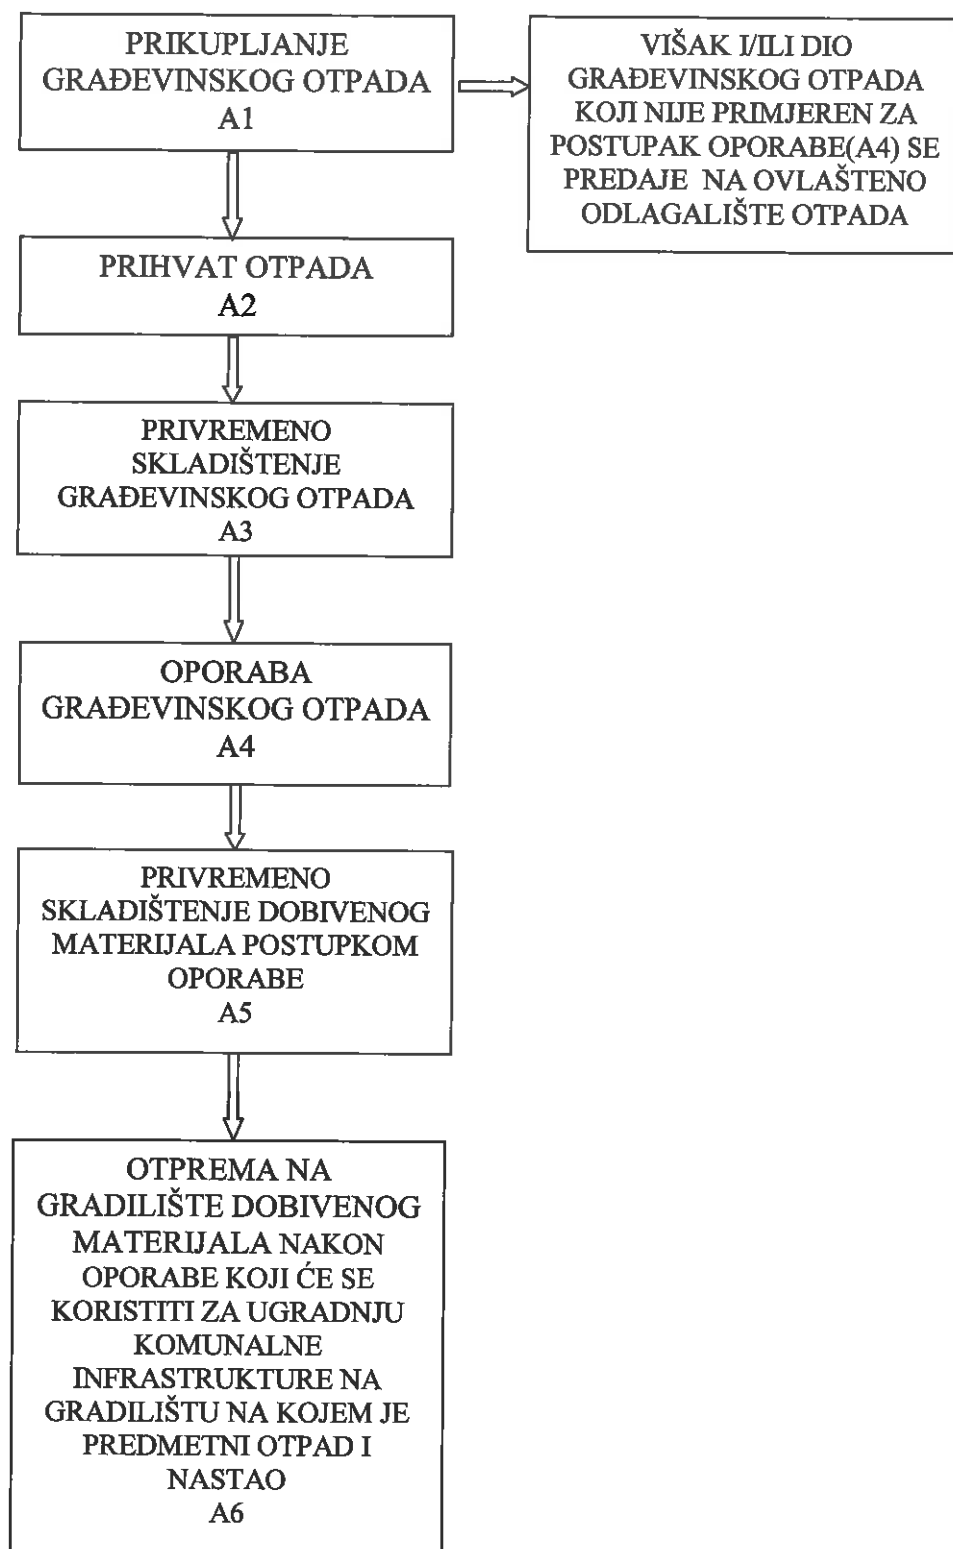 PRIKUPLJANJE
GRAĐEVINSKOG OTPADA
A1
VIŠAK I/ILI DIO
GRAĐEVINSKOG OTPADA
KOJI NIJE PRIMJEREN ZA
POSTUPAK OPORABE(A4) SE
PREDAJE NA OVLAŠTENO
ODLAGALIŠTE OTPADA
PRIHVAT OTPADA
A2
PRIVREMENO
SKLADIŠTENJE
GRAĐEVINSKOG OTPADA
A3
OPORABA
GRAĐEVINSKOG OTPADA
A4
PRIVREMENO
SKLADIŠTENJE DOBIVENOG
MATERIJALA POSTUPKOM
OPORABE
A5
OTPREMA NA
GRADILIŠTE DOBIVENOG
MATERIJALA NAKON
OPORABE KOJI ĆE SE
KORISTITI ZA UGRADNJU
KOMUNALNE
INFRASTRUKTURE NA
GRADILIŠTU NA KOJEM JE
PREDMETNI OTPAD I
NASTAO
A6